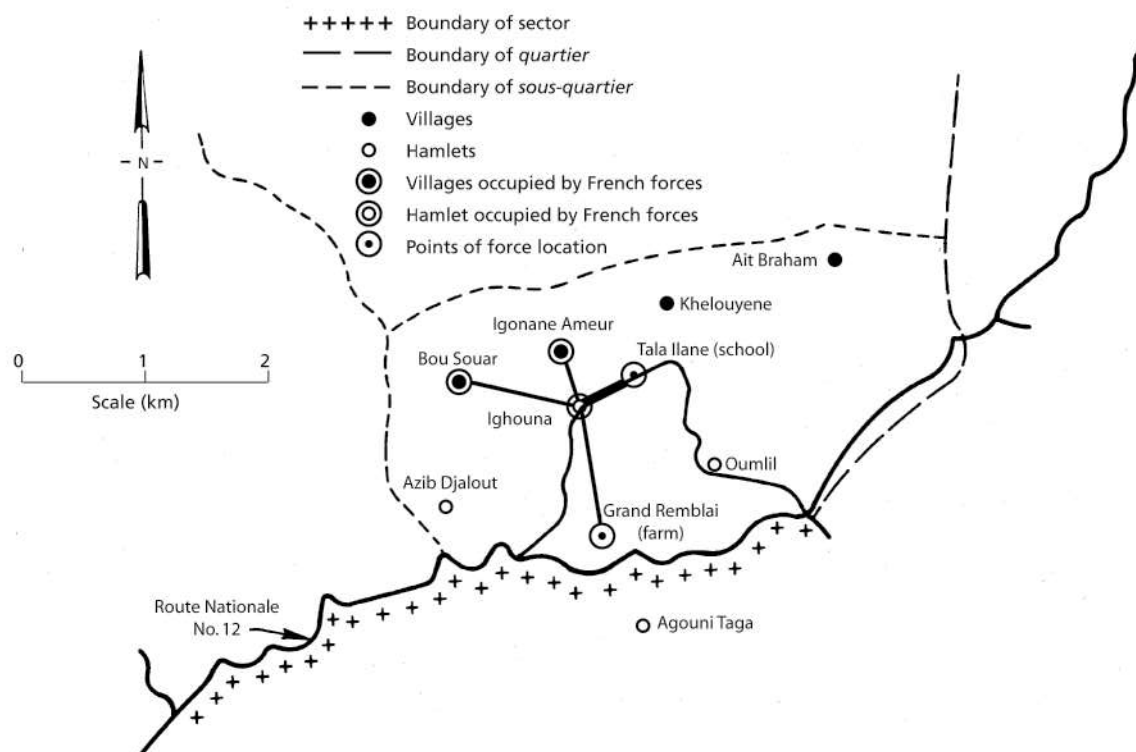 +++++ Boundary of sector
Boundary of quartier
Boundary of sous-quartier
Villages
Hamlets
Villages occupied by French forces
Hamlet occupied by French forces
Points of force location
N
0 1 2
Scale (km)
Ait Braham
Khelouyene
Igonane Ameur
Tala Ilane (school)
Bou Souar
Ighouna
Oumlil
Azib Djalout
Grand Remblai
(farm)
Route Nationale
No. 12
Agouni Taga